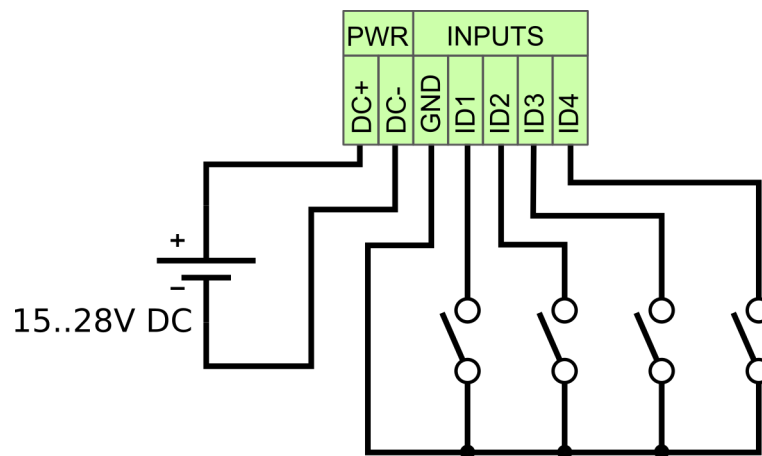 PWR INPUTS
DC+ DC- GND ID1 ID2 ID3 ID4
+
−
15..28V DC